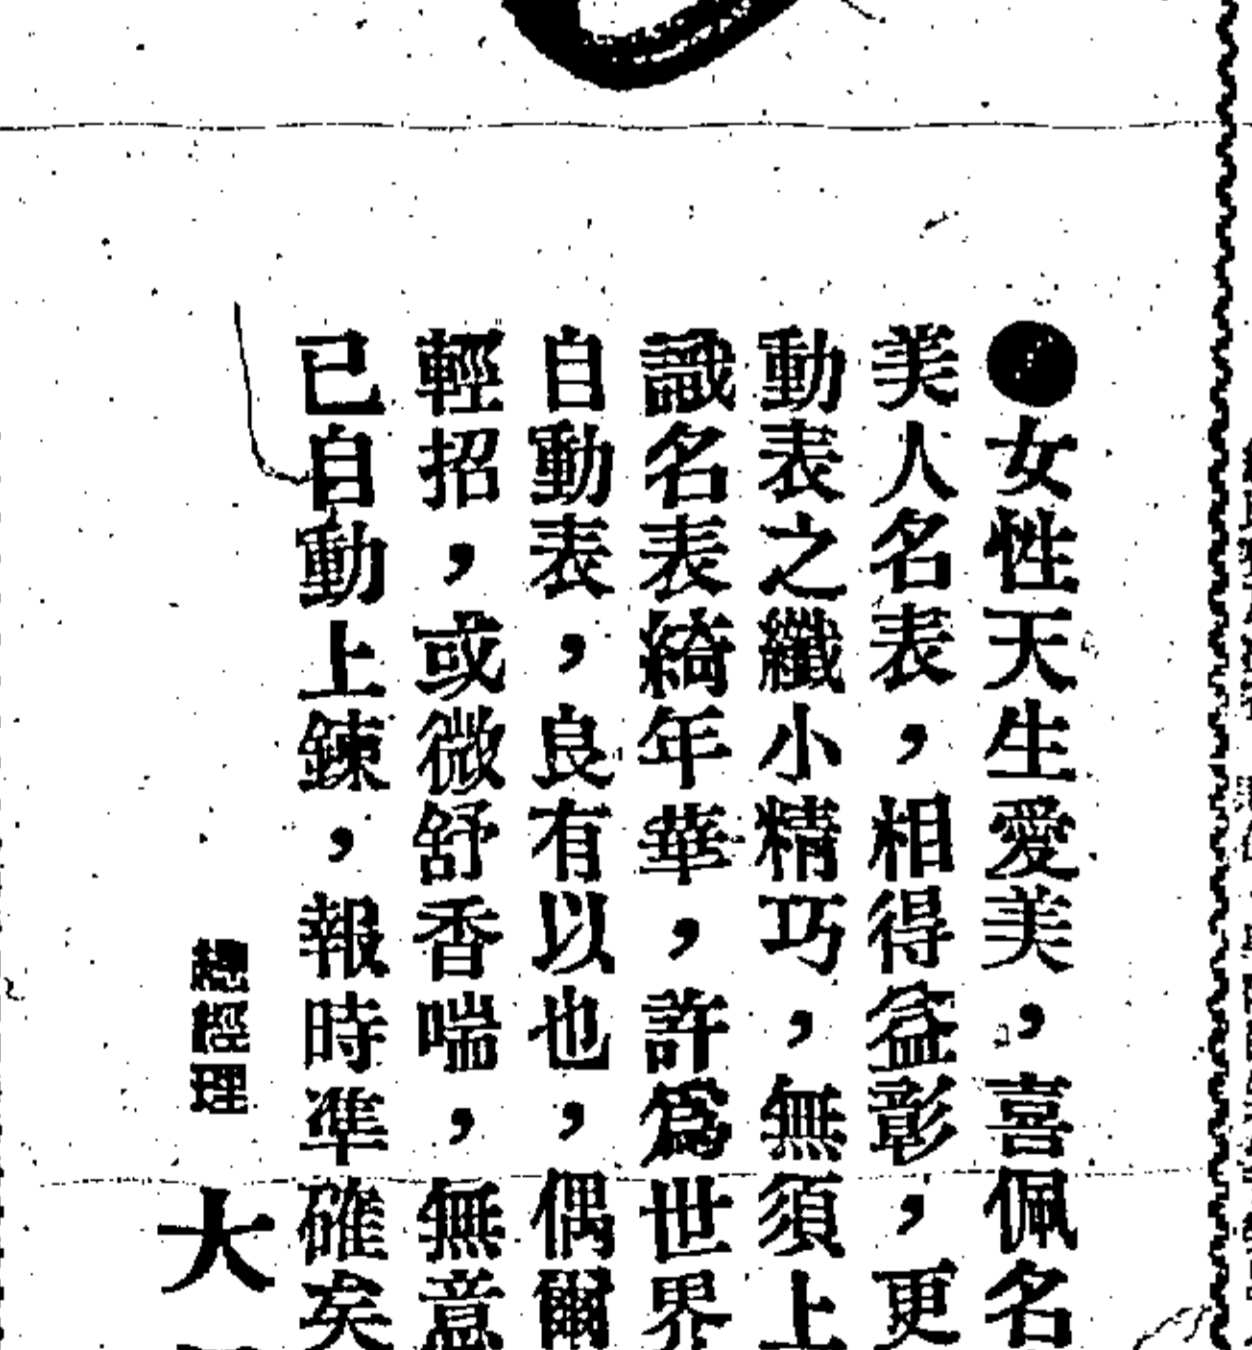 ●女性天生愛美，喜佩名
美人名表，相得益彰，更
動表之纖小精巧，無須上
識名表綺年華，許爲世界
自動表，良有以也，偶爾
輕招，或微舒香喘，無意
已自動上鍊，報時準確矣
總經理 大